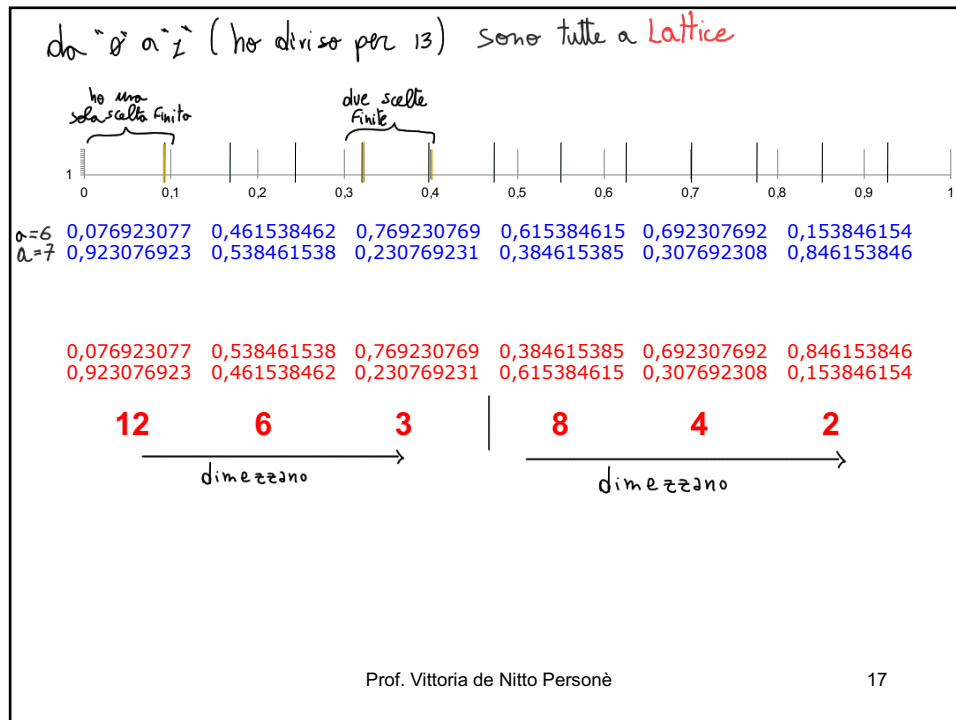 da "0" a "1" ( ho diviso per 13) sono tutte a Lattice
ho una
sola scelta finita
due scelte
finite
1
0 0,1 0,2 0,3 0,4 0,5 0,6 0,7 0,8 0,9 1
a=6 0,076923077 0,461538462 0,769230769 0,615384615 0,692307692 0,153846154
a=7 0,923076923 0,538461538 0,230769231 0,384615385 0,307692308 0,846153846
0,076923077 0,538461538 0,769230769 0,384615385 0,692307692 0,846153846
0,923076923 0,461538462 0,230769231 0,615384615 0,307692308 0,153846154
12 6 3 8 4 2
dimezzano dimezzano
Prof. Vittoria de Nitto Personè 17